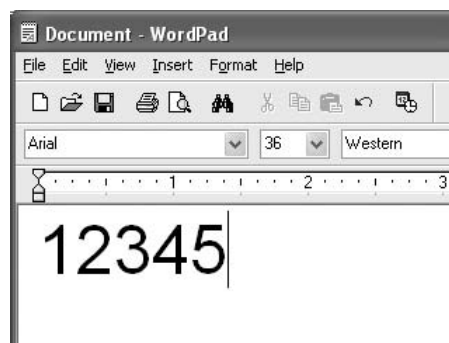 Document - WordPad
File Edit View Insert Format Help
Arial 36 Western
1 2 3
12345